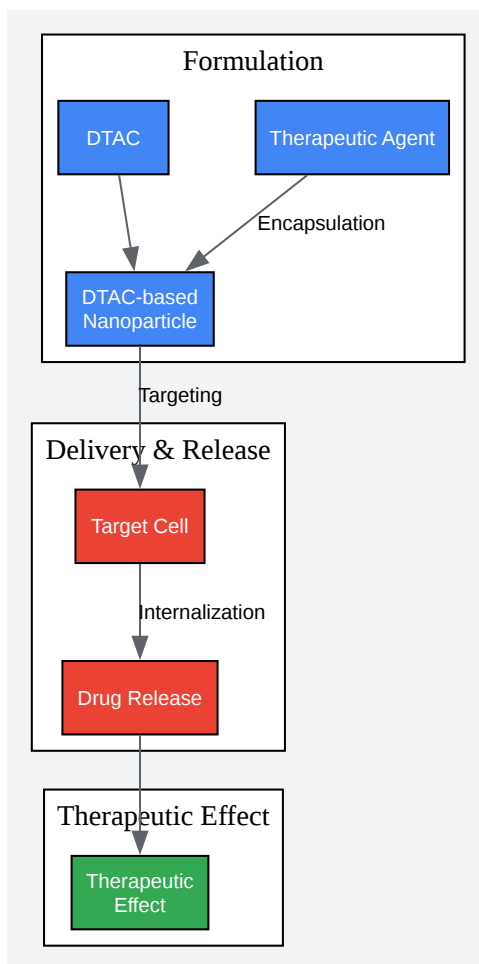 Formulation
DTAC
Therapeutic Agent
Encapsulation
DTAC-based
Nanoparticle
Targeting
Delivery & Release
Target Cell
Internalization
Drug Release
Therapeutic Effect
Therapeutic
Effect